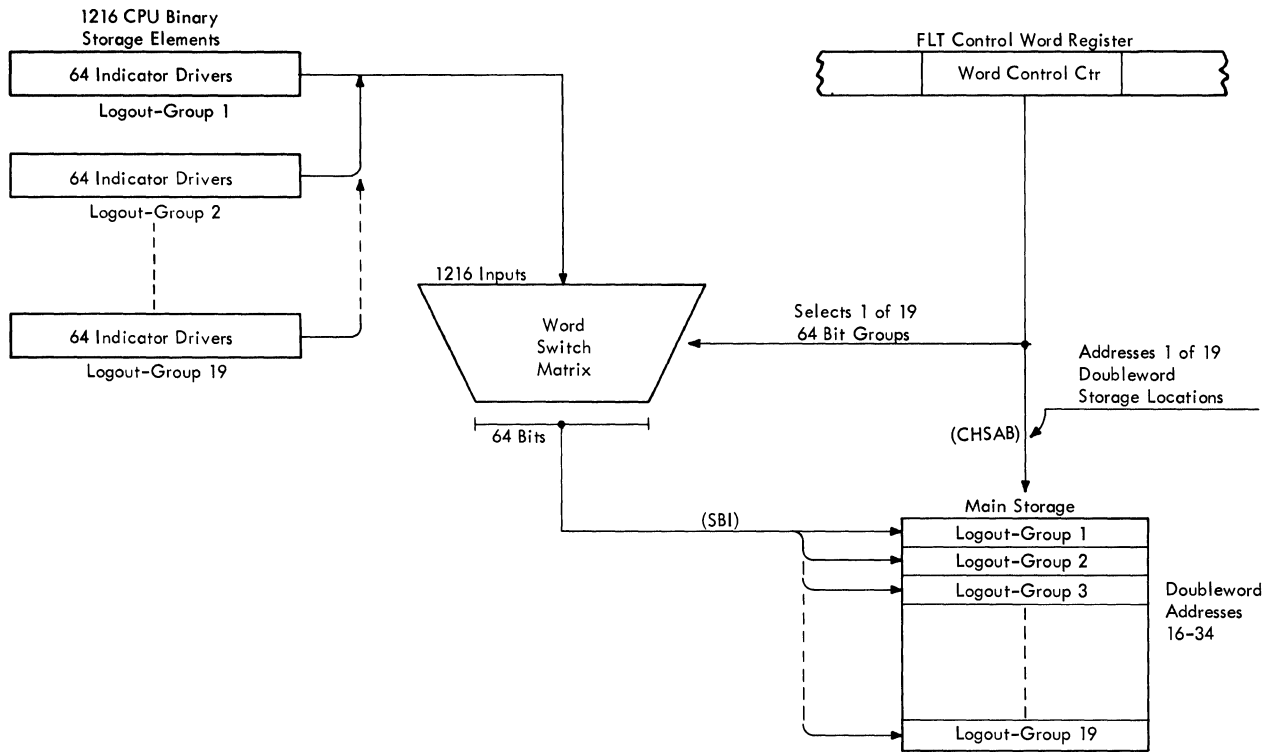 1216 CPU Binary
Storage Elements
64 Indicator Drivers
Logout-Group 1
64 Indicator Drivers
Logout-Group 2
64 Indicator Drivers
Logout-Group 19
FLT Control Word Register
Word Control Ctr
1216 Inputs
Word
Switch
Matrix
64 Bits
Selects 1 of 19
64 Bit Groups
Addresses 1 of 19
Doubleword
Storage Locations
(CHSAB)
(SBI)
Main Storage
Logout-Group 1
Logout-Group 2
Logout-Group 3
Logout-Group 19
Doubleword
Addresses
16-34